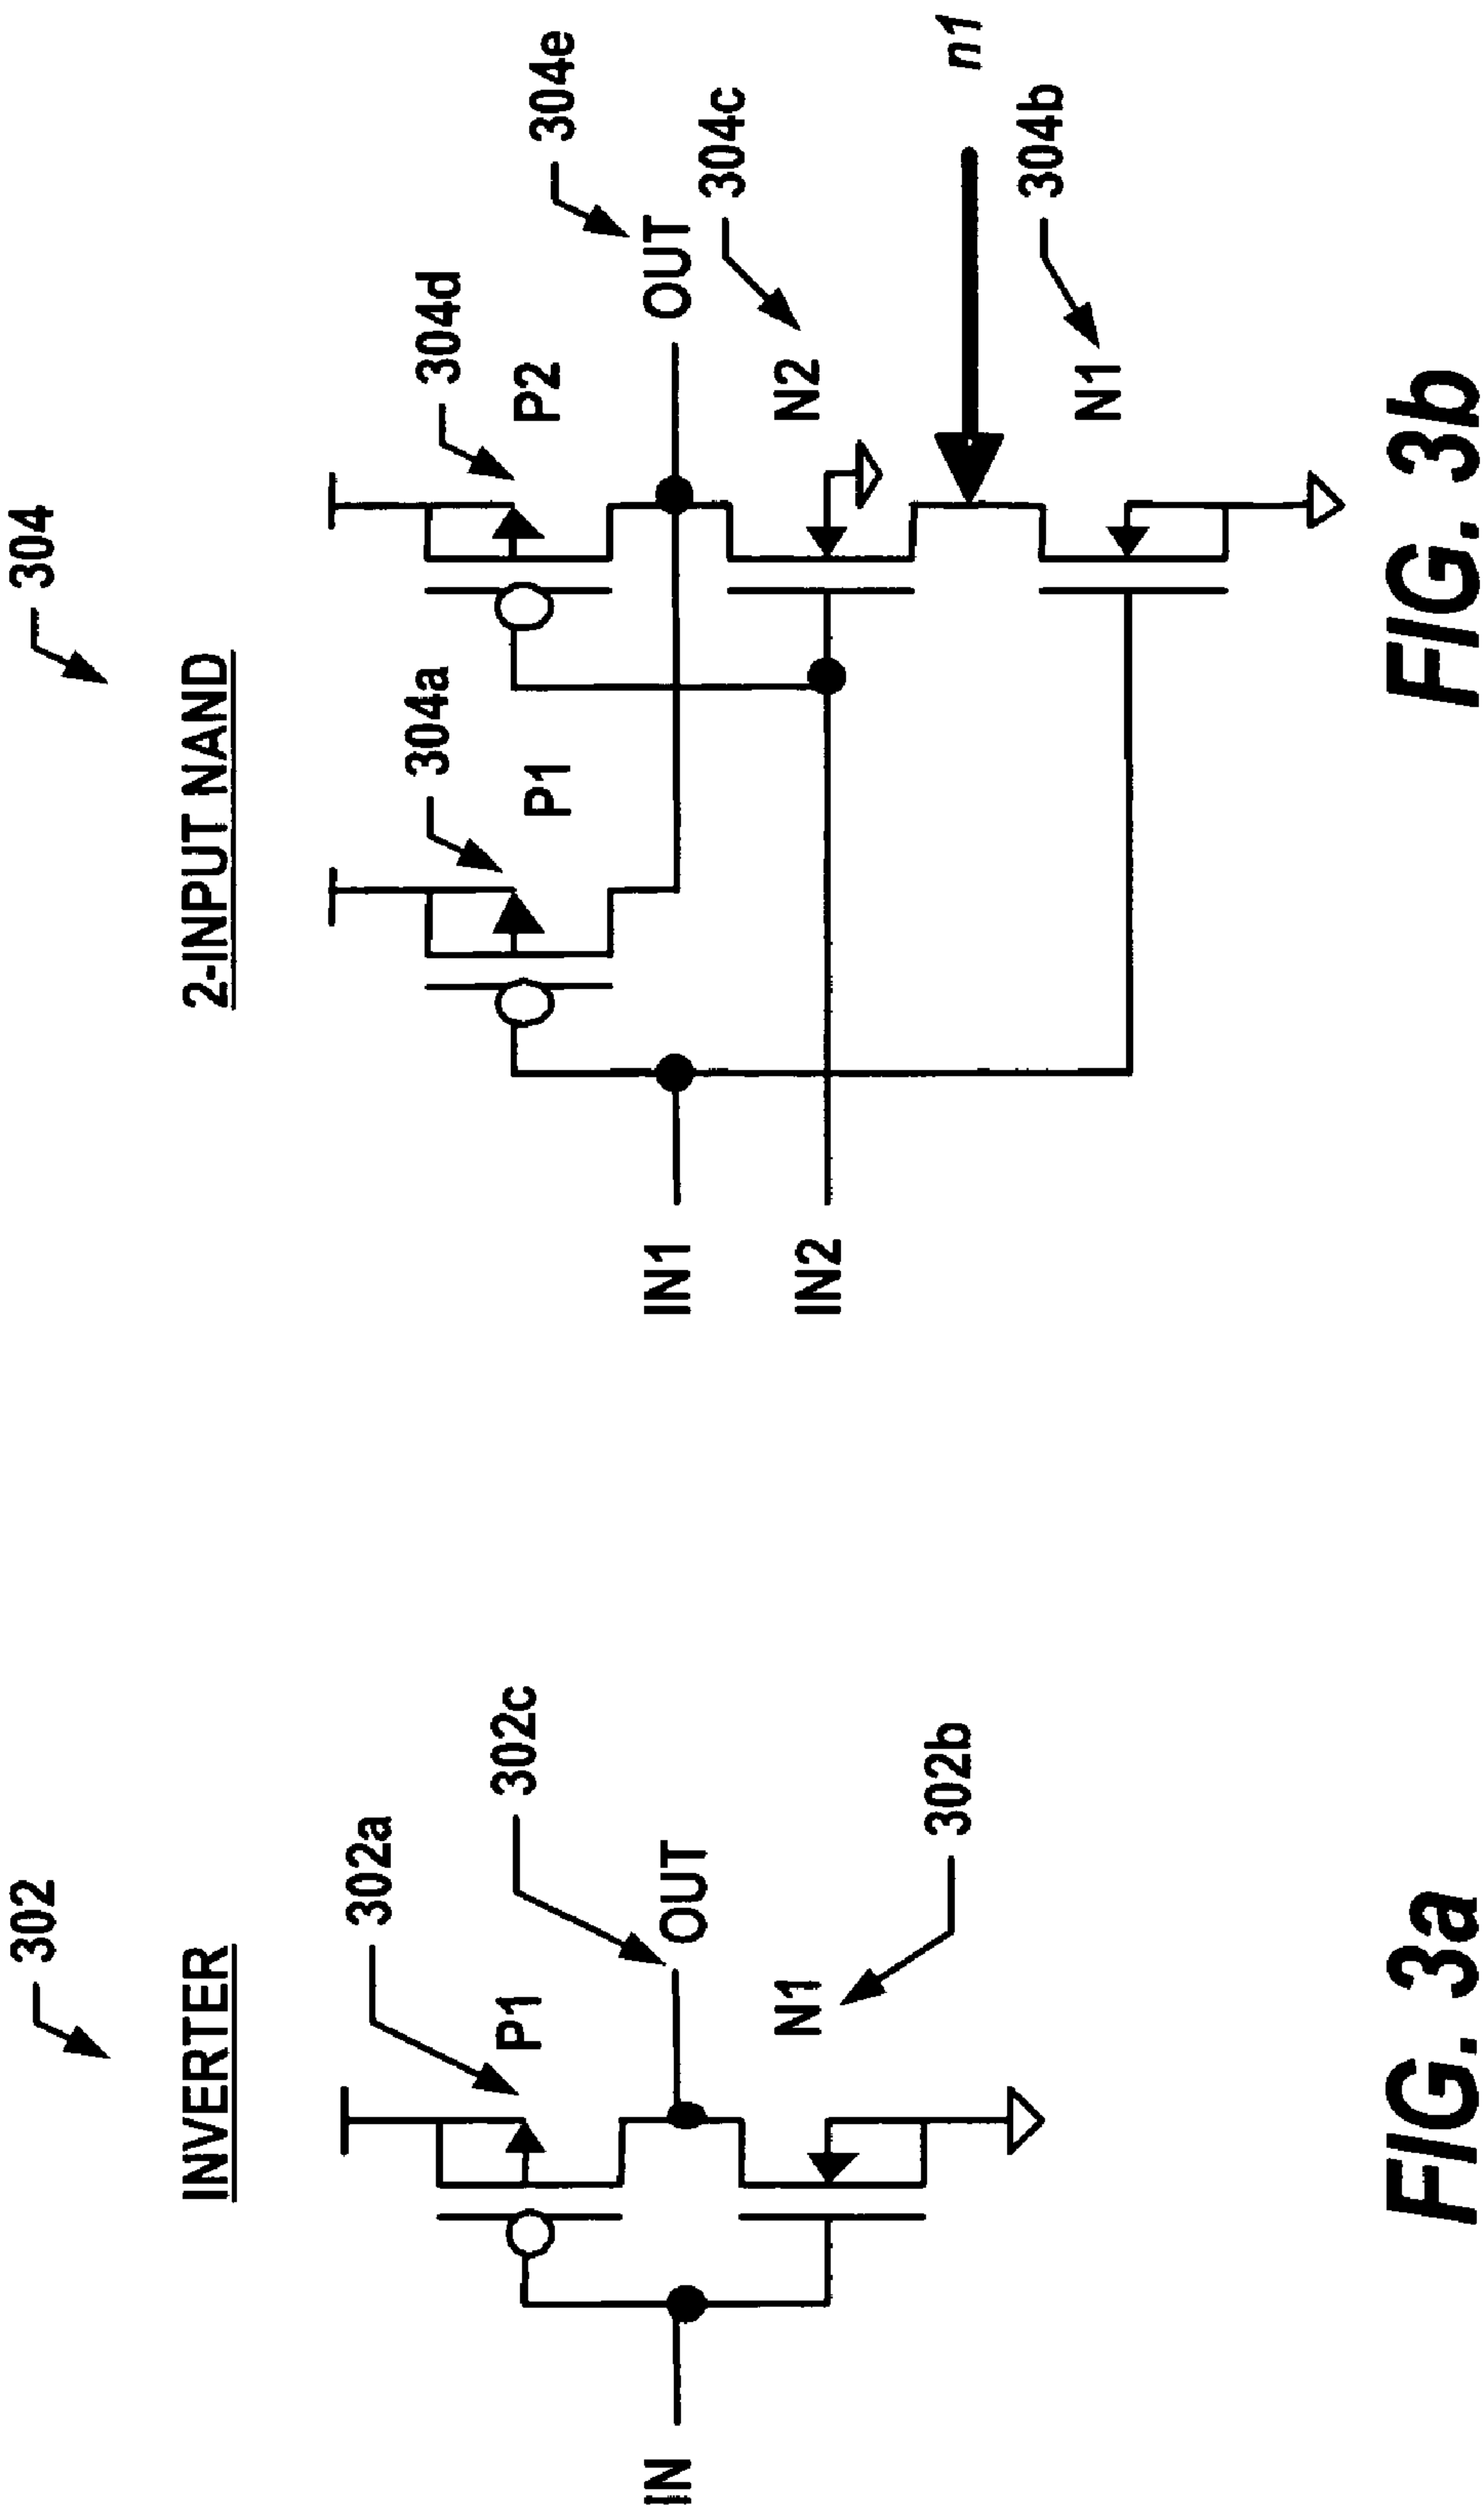 302
INVERTER
302a
P1
302c
OUT
IN
N1
302b
FIG. 3a
304
2-INPUT NAND
304a
P1
304d
P2
304e
OUT
IN1
304c
N2
IN2
n1
304b
N1
FIG. 3b